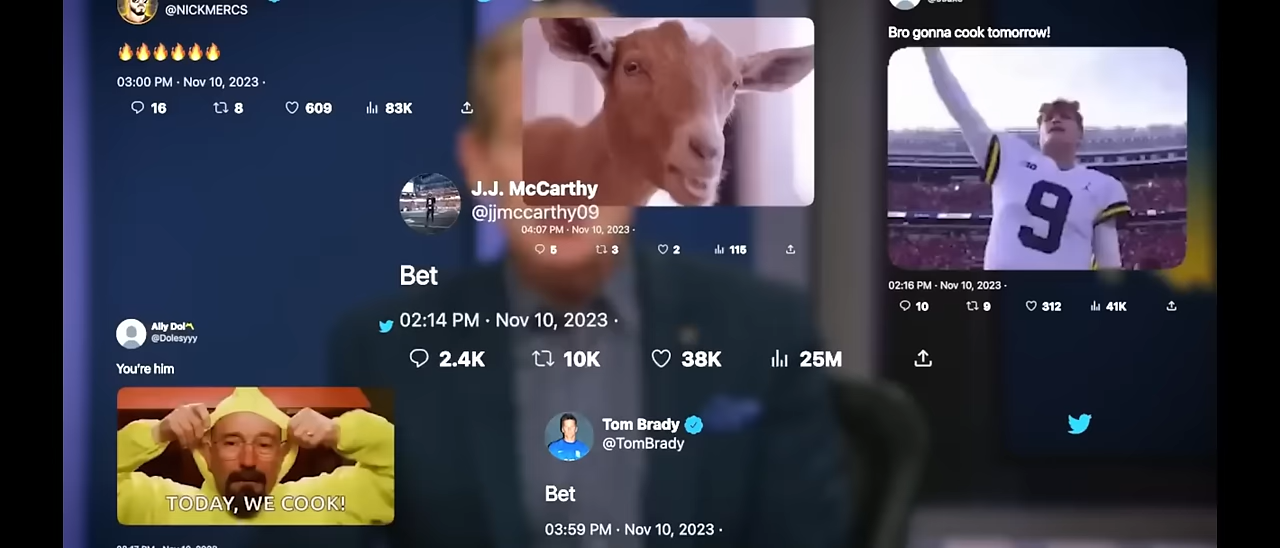 @NICKMERCS
🔥🔥🔥🔥🔥🔥
03:00 PM · Nov 10, 2023 ·
16 8 609 83K
04:07 PM · Nov 10, 2023 ·
5 3 2 115
J.J. McCarthy
@jjmccarthy09
Bet
02:14 PM · Nov 10, 2023 ·
2.4K 10K 38K 25M
Bro gonna cook tomorrow!
9
02:16 PM · Nov 10, 2023 ·
10 9 312 41K
Ally Dol
@Dolesyyy
You're him
TODAY, WE COOK!
Tom Brady
@TomBrady
Bet
03:59 PM · Nov 10, 2023 ·